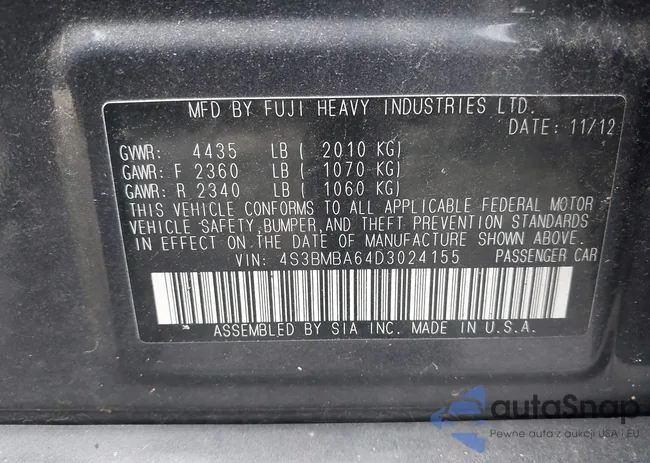 MFD BY FUJI HEAVY INDUSTRIES LTD.
DATE: 11/12
GVWR: 4435 LB ( 2010 KG)
GAWR: F 2360 LB ( 1070 KG)
GAWR: R 2340 LB ( 1060 KG)
THIS VEHICLE CONFORMS TO ALL APPLICABLE FEDERAL MOTOR
VEHICLE SAFETY, BUMPER, AND THEFT PREVENTION STANDARDS
IN EFFECT ON THE DATE OF MANUFACTURE SHOWN ABOVE.
VIN: 4S3BMBA64D3024155 PASSENGER CAR
ASSEMBLED BY SIA INC. MADE IN U.S.A.
autoSnap
Pewne auto z aukcji USA i EU